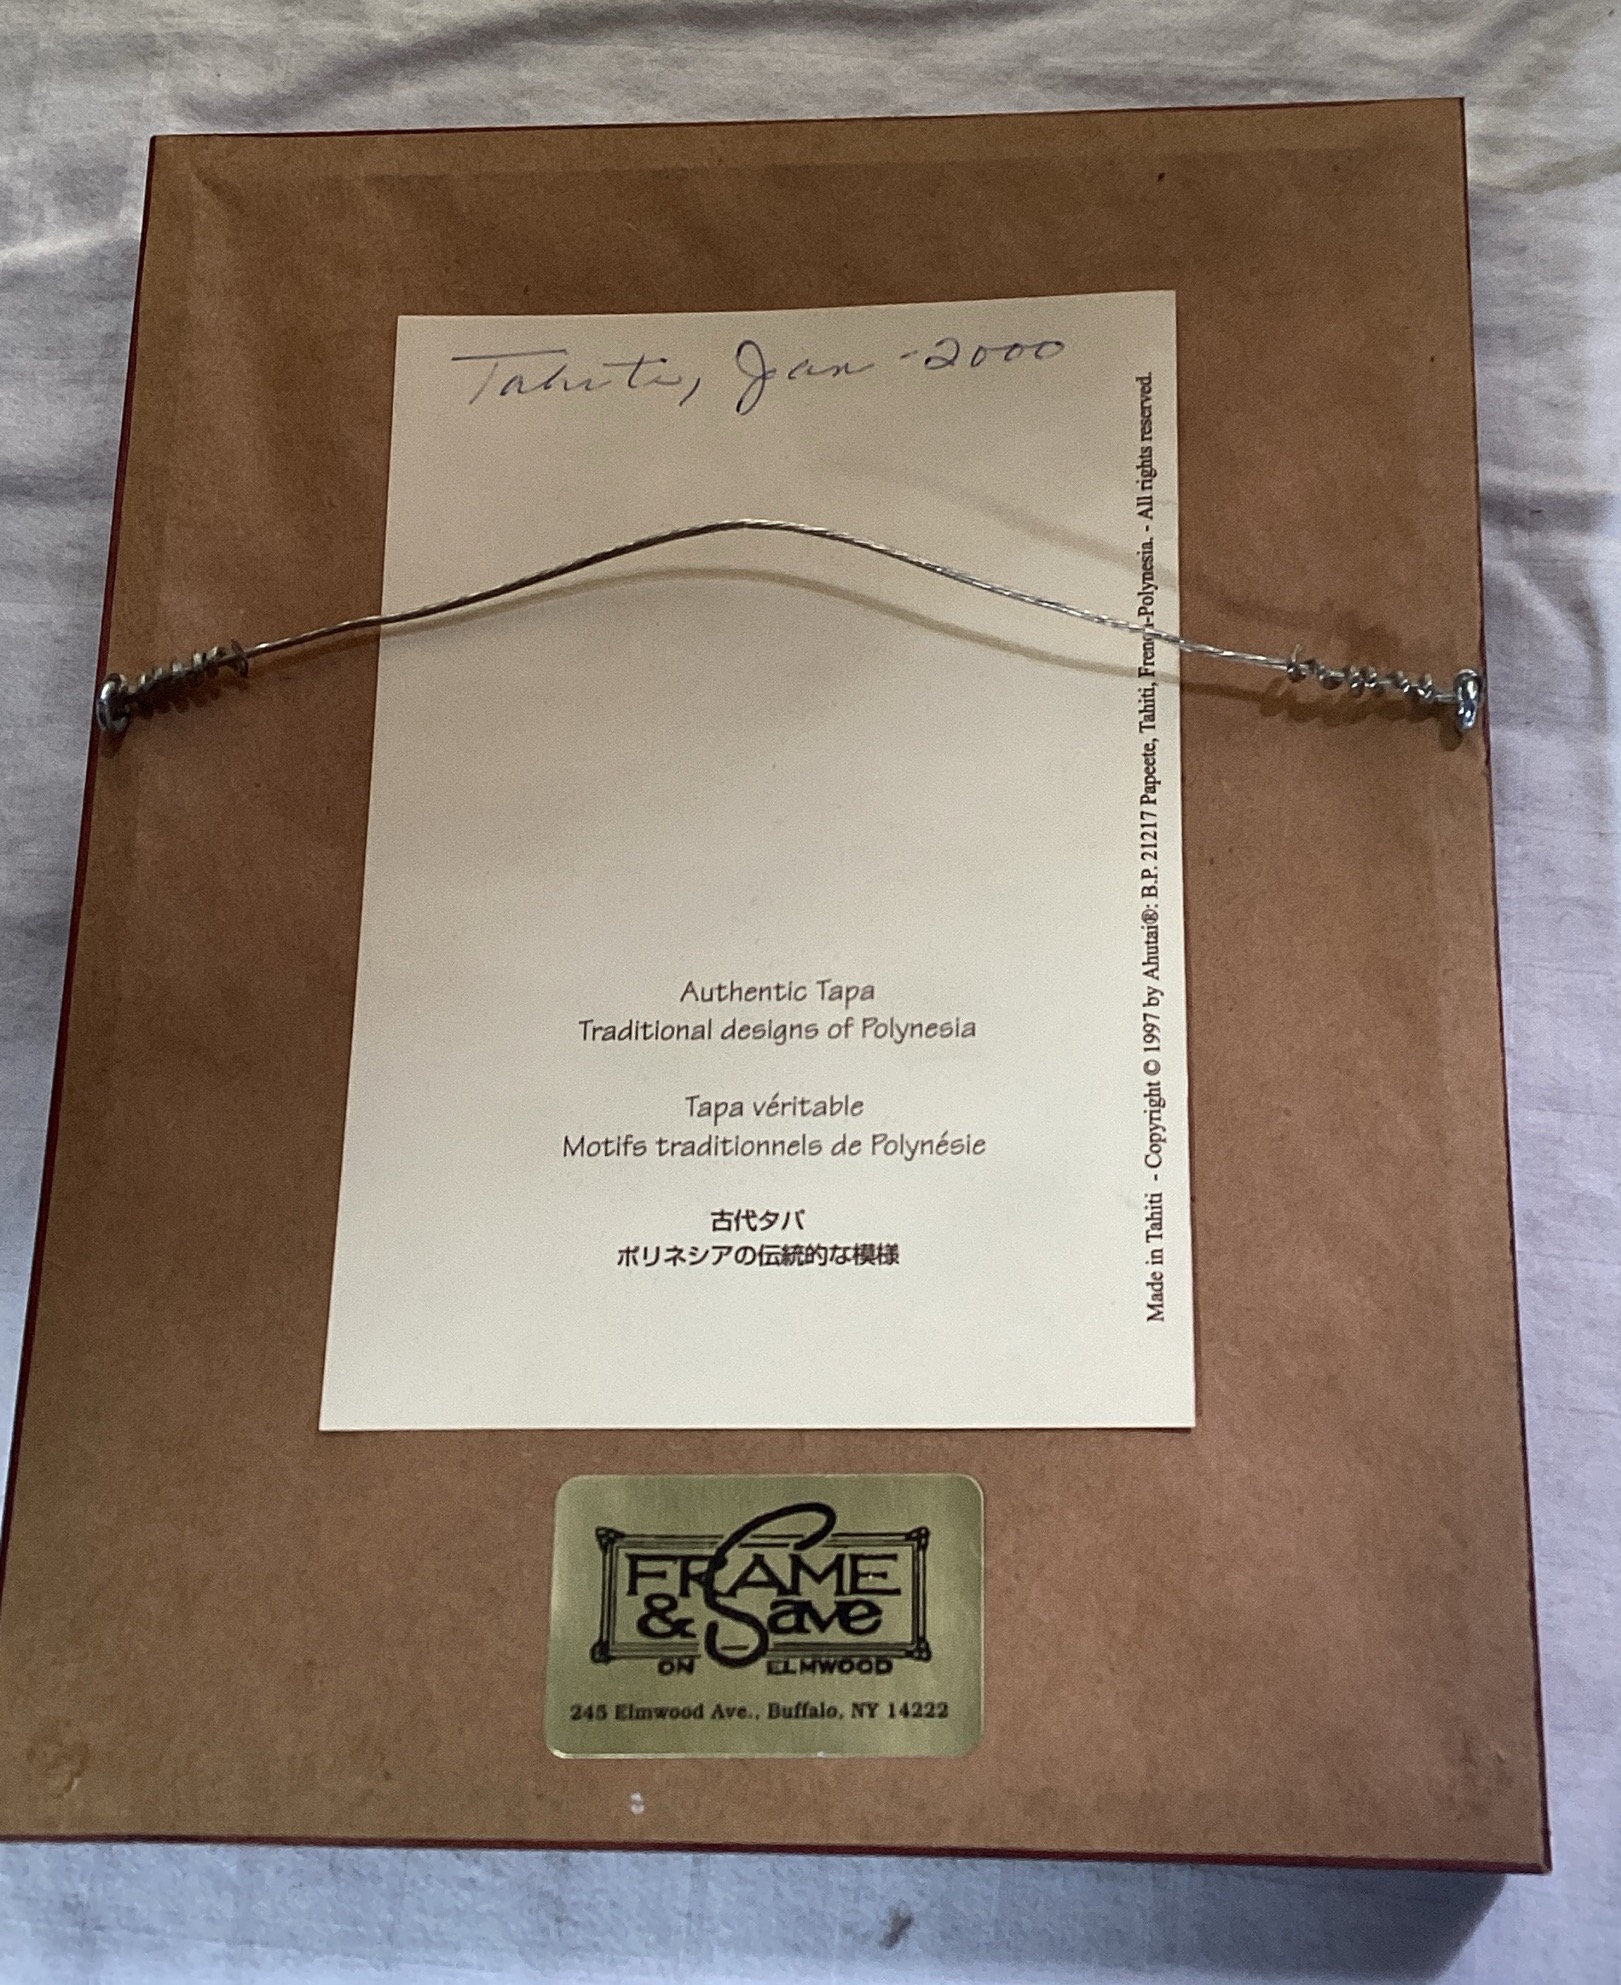 Tahiti, Jan - 2000
Authentic Tapa
Traditional designs of Polynesia
Tapa véritable
Motifs traditionnels de Polynésie
古代タパ
ポリネシアの伝統的な模様
Made in Tahiti - Copyright © 1997 by Ahutai®: B.P. 21217 Papeete, Tahiti, French-Polynesia. - All rights reserved.
FRAME
& Save
ON ELMWOOD
245 Elmwood Ave., Buffalo, NY 14222